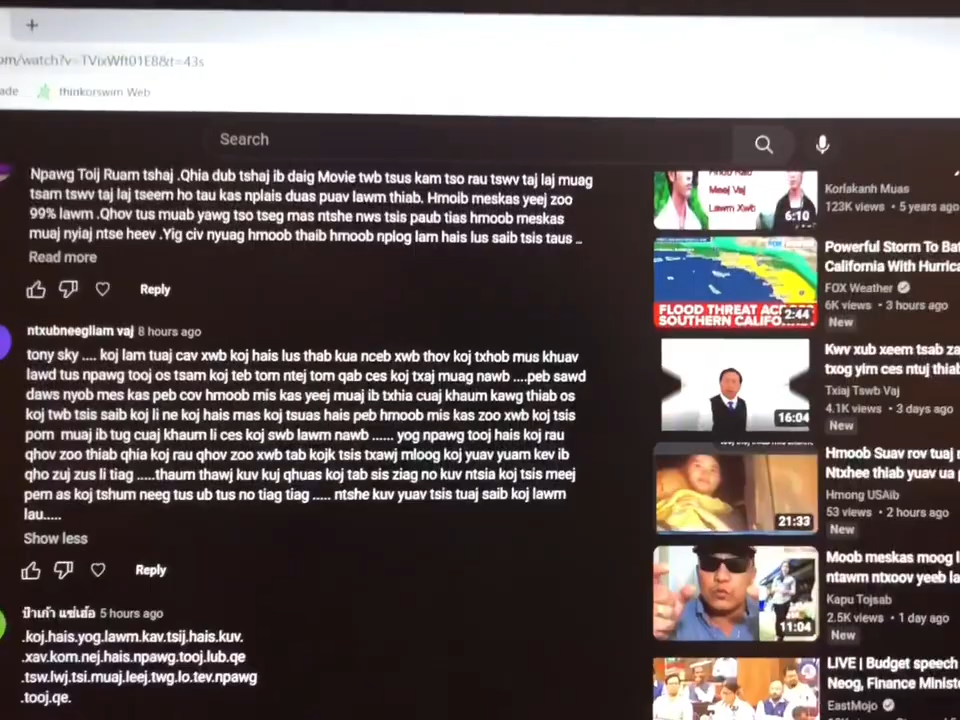 om/watch?v=TVixWft01E8&t=43s
ade
thinkorswim Web
Search
Npawg Toij Ruam tshaj .Qhia dub tshaj ib daig Movie twb tsus kam tso rau tswv taj laj muag
tsam tswv taj laj tseem ho tau kas nplais duas puav lawm thiab. Hmoib meskas yeej zoo
99% lawm .Qhov tus muab yawg tso tseg mas ntshe nws tsis paub tias hmoob meskas
muaj nyiaj ntse heev .Yig civ nyuag hmoob thaib hmoob nplog lam hais lus saib tsis taus ..
Read more
Reply
ntxubneegliam vaj 8 hours ago
tony sky .... koj lam tuaj cav xwb koj hais lus thab kua nceb xwb thov koj txhob mus khuav
lawd tus npawg tooj os tsam koj teb tom ntej tom qab ces koj txaj muag nawb ....peb sawd
daws nyob mes kas peb cov hmoob mis kas yeej muaj ib txhia cuaj khaum kawg thiab os
koj twb tsis saib koj li ne koj hais mas koj tsuas hais peb hmoob mis kas zoo xwb koj tsis
pom muaj ib tug cuaj khaum li ces koj swb lawm nawb ...... yog npawg tooj hais koj rau
qhov zoo thiab qhia koj rau qhov zoo xwb tab kojk tsis txawj mloog koj yuav yuam kev ib
qho zuj zus li tiag .....thaum thawj kuv kuj qhuas koj tab sis ziag no kuv ntsia koj tsis meej
pem as koj tshum neeg tus ub tus no tiag tiag ..... ntshe kuv yuav tsis tuaj saib koj lawm
lau.....
Show less
Reply
ป๋าเก๋า แซ่เฮ้อ 5 hours ago
.koj.hais.yog.lawm.kav.tsij.hais.kuv.
.xav.kom.nej.hais.npawg.tooj.lub.qe
.tsw.lwj.tsi.muaj.leej.twg.lo.tev.npawg
.tooj.qe.
Meej Vaj
Lawm Xwb
6:10
Korlakanh Muas
123K views • 5 years ago
FLOOD THREAT ACROSS
SOUTHERN CALIFO
2:44
Powerful Storm To Bat
California With Hurric
FOX Weather
6K views • 3 hours ago
New
16:04
Kwv xub xeem tsab za
txog yim ces ntuj thiab
Txiaj Tswb Vaj
4.1K views • 3 days ago
New
21:33
Hmoob Suav rov tuaj n
Ntxhee thiab yuav ua p
Hmong USAib
53 views • 2 hours ago
New
11:04
Moob meskas moog l
ntawm ntxoov yeeb la
Kapu Tojsab
2.5K views • 1 day ago
New
LIVE | Budget speech
Neog, Finance Ministe
EastMojo